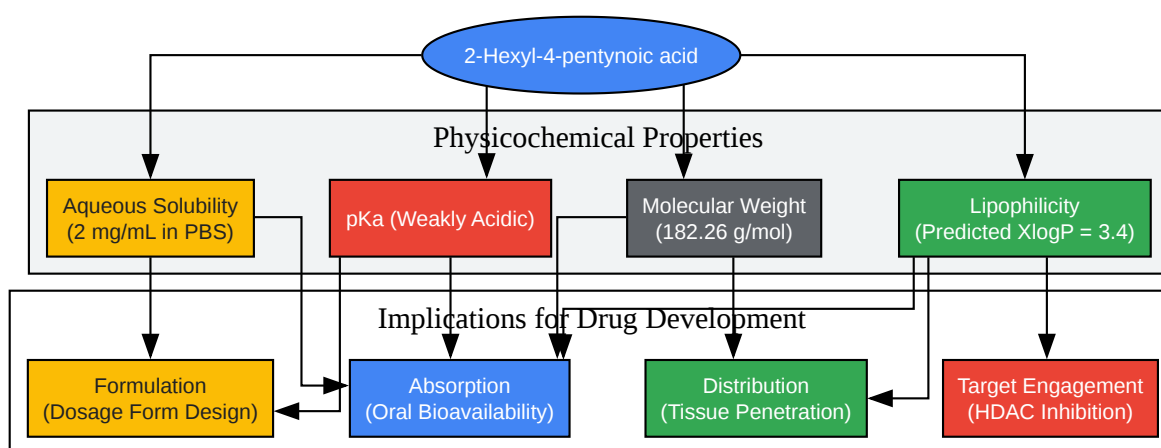 2-Hexyl-4-pentynoic acid
Physicochemical Properties
Aqueous Solubility
(2 mg/mL in PBS)
pKa (Weakly Acidic)
Molecular Weight
(182.26 g/mol)
Lipophilicity
(Predicted XlogP = 3.4)
Implications for Drug Development
Formulation
(Dosage Form Design)
Absorption
(Oral Bioavailability)
Distribution
(Tissue Penetration)
Target Engagement
(HDAC Inhibition)